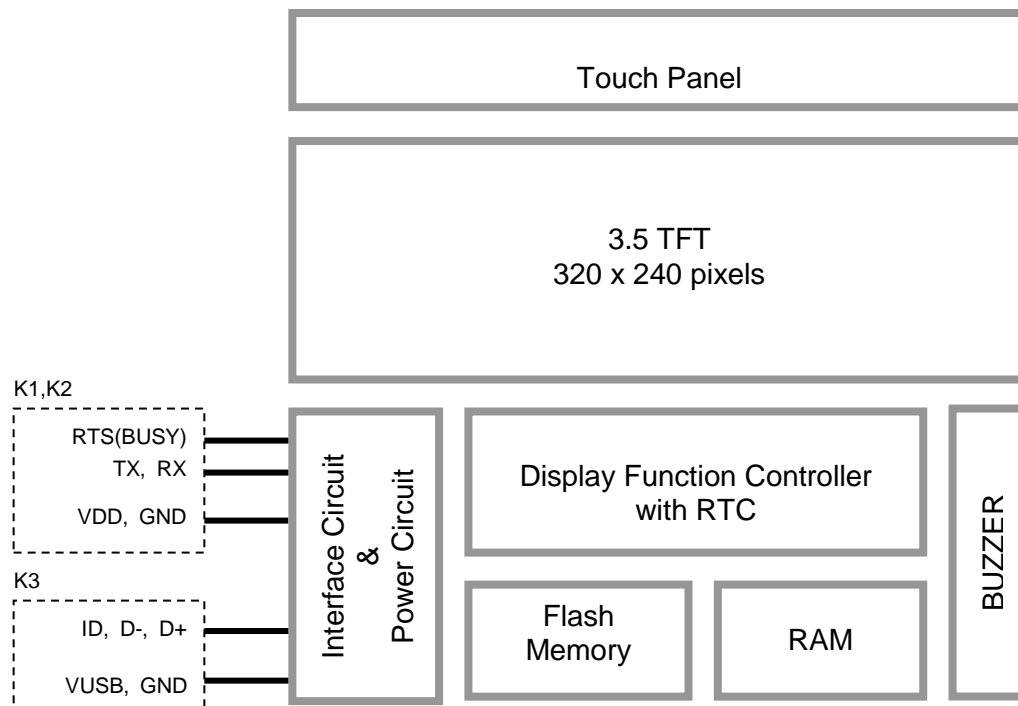 Touch Panel
3.5 TFT
320 x 240 pixels
K1,K2
RTS(BUSY)
TX, RX
VDD, GND
K3
ID, D-, D+
VUSB, GND
Interface Circuit
&
Power Circuit
Display Function Controller
with RTC
Flash
Memory
RAM
BUZZER